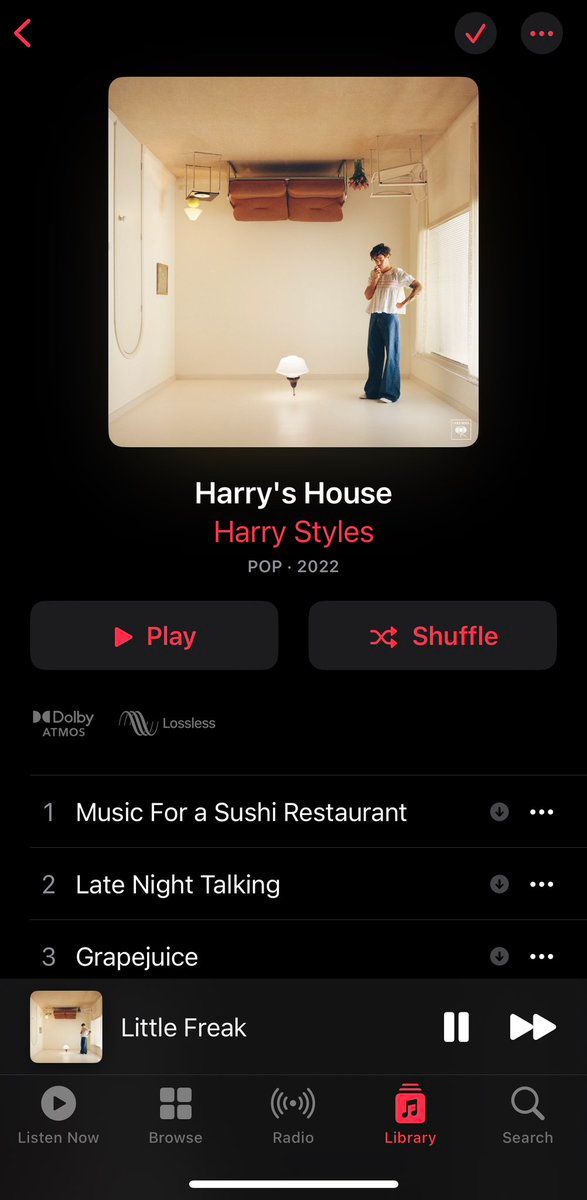 Harry's House
Harry Styles
POP · 2022
Play
Shuffle
Dolby
ATMOS
Lossless
1 Music For a Sushi Restaurant
2 Late Night Talking
3 Grapejuice
Little Freak
Listen Now
Browse
Radio
Library
Search